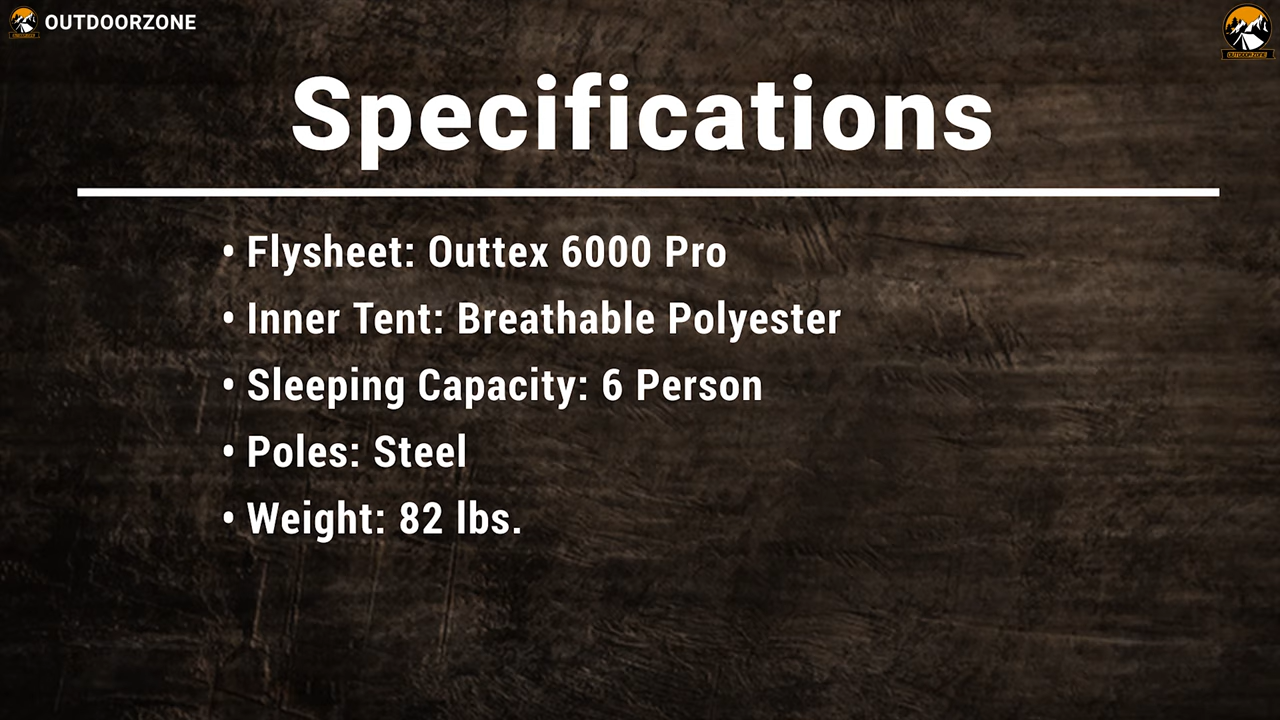 OUTDOORZONE
OUTDOORZONE
Specifications
• Flysheet: Outtex 6000 Pro
• Inner Tent: Breathable Polyester
• Sleeping Capacity: 6 Person
• Poles: Steel
• Weight: 82 lbs.